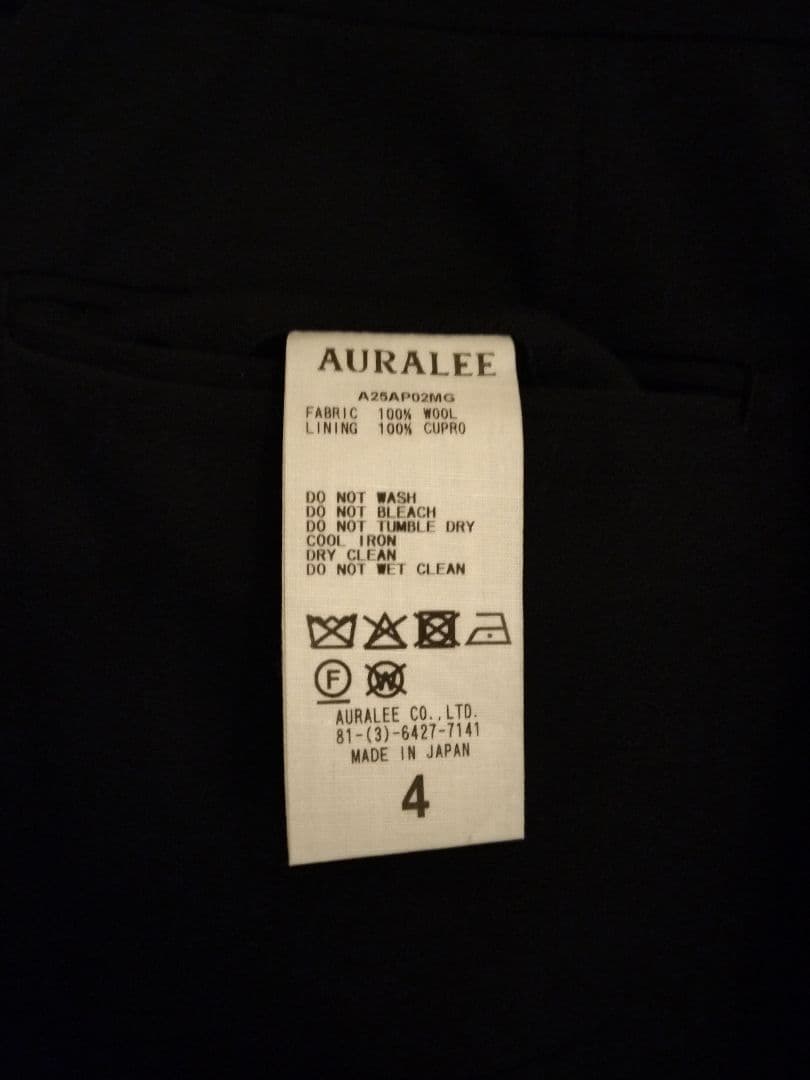 AURALEE
A25AP02MG
FABRIC 100% WOOL
LINING 100% CUPRO
DO NOT WASH
DO NOT BLEACH
DO NOT TUMBLE DRY
COOL IRON
DRY CLEAN
DO NOT WET CLEAN
F W
AURALEE CO.,LTD.
81-(3)-6427-7141
MADE IN JAPAN
4